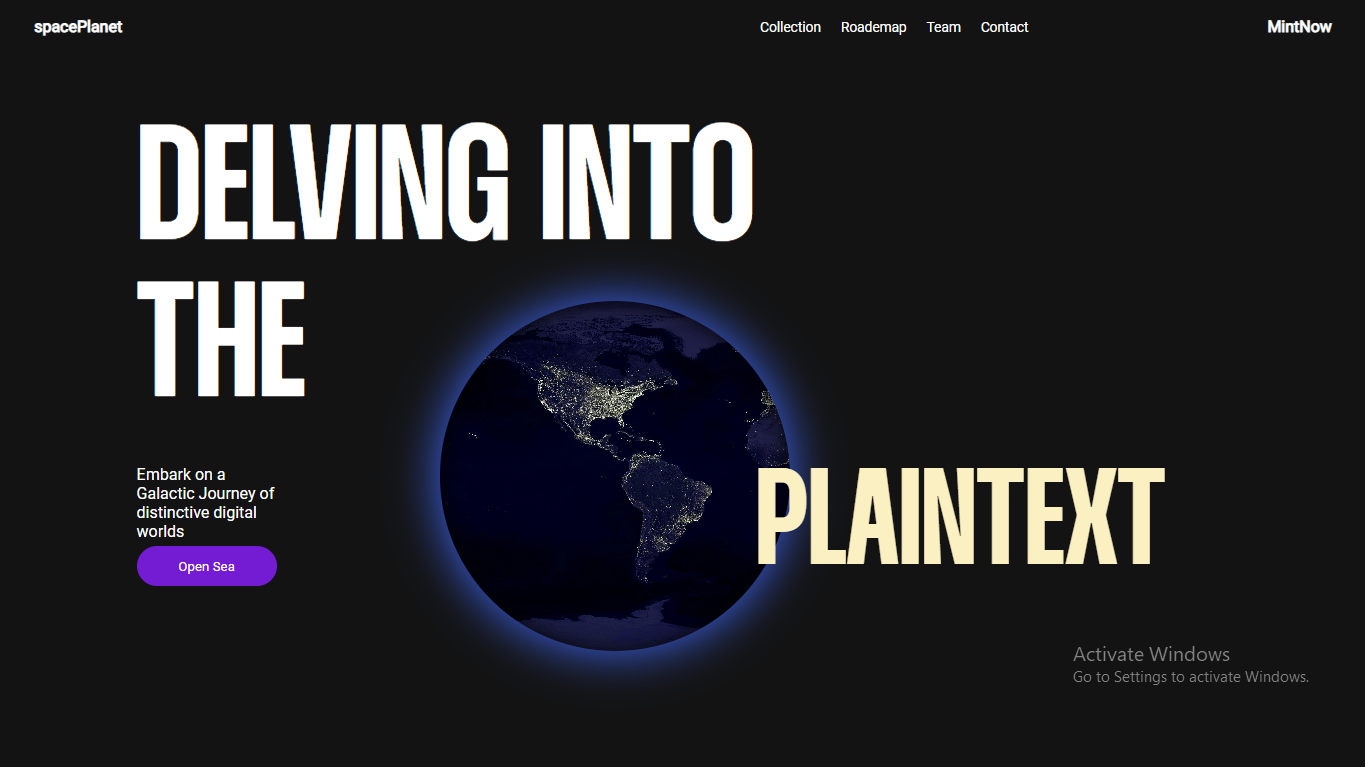 spacePlanet
Collection Roademap Team Contact
MintNow
DELVING INTO
THE
Embark on a
Galactic Journey of
distinctive digital
worlds
Open Sea
PLAINTEXT
Activate Windows
Go to Settings to activate Windows.